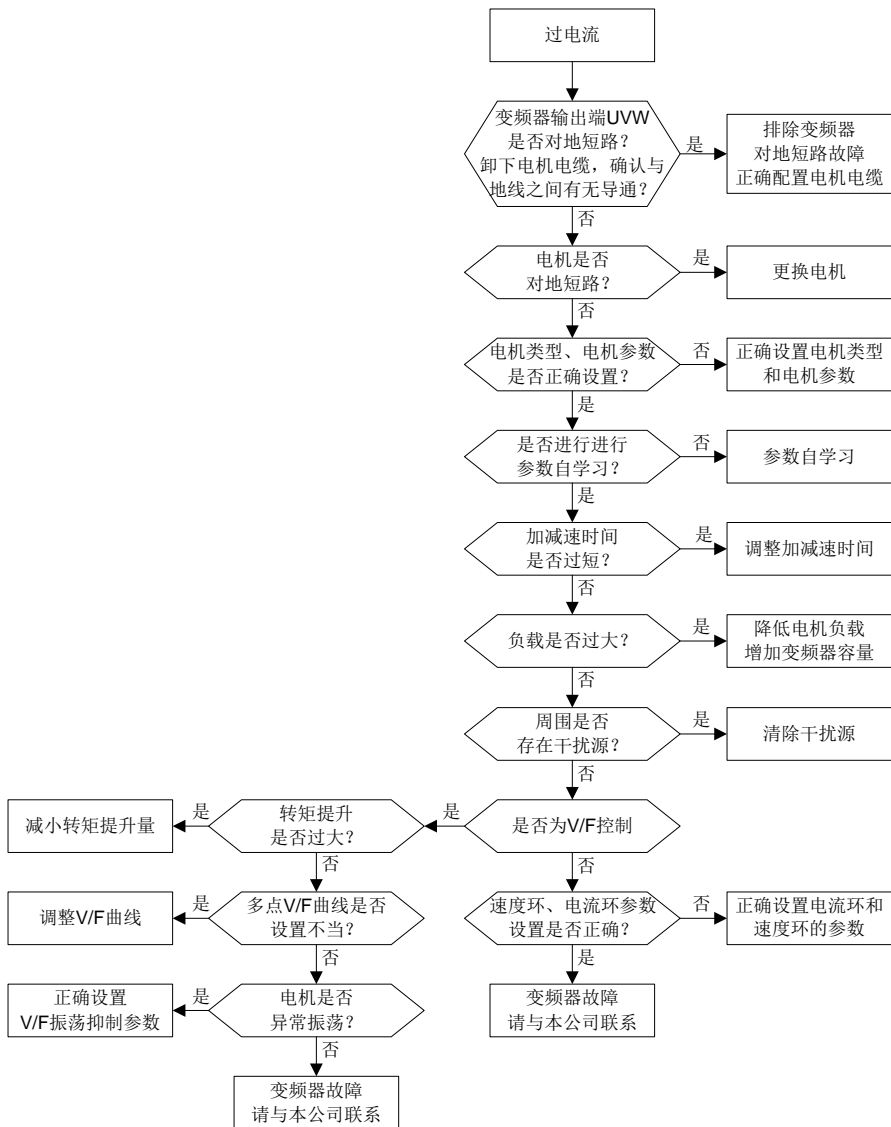 过电流
变频器输出端UVW
是否对地短路？
卸下电机电缆，确认与
地线之间有无导通？
是
排除变频器
对地短路故障
正确配置电机电缆
否
电机是否
对地短路？
是
更换电机
否
电机类型、电机参数
是否正确设置？
否
正确设置电机类型
和电机参数
是
是否进行进行
参数自学习？
否
参数自学习
是
加减速时间
是否过短？
是
调整加减速时间
否
负载是否过大？
是
降低电机负载
增加变频器容量
否
周围是否
存在干扰源？
是
清除干扰源
否
是否为V/F控制
是
转矩提升
是否过大？
是
减小转矩提升量
否
多点V/F曲线是否
设置不当？
是
调整V/F曲线
否
电机是否
异常振荡？
是
正确设置
V/F振荡抑制参数
否
变频器故障
请与本公司联系
否
速度环、电流环参数
设置是否正确？
否
正确设置电流环和
速度环的参数
是
变频器故障
请与本公司联系